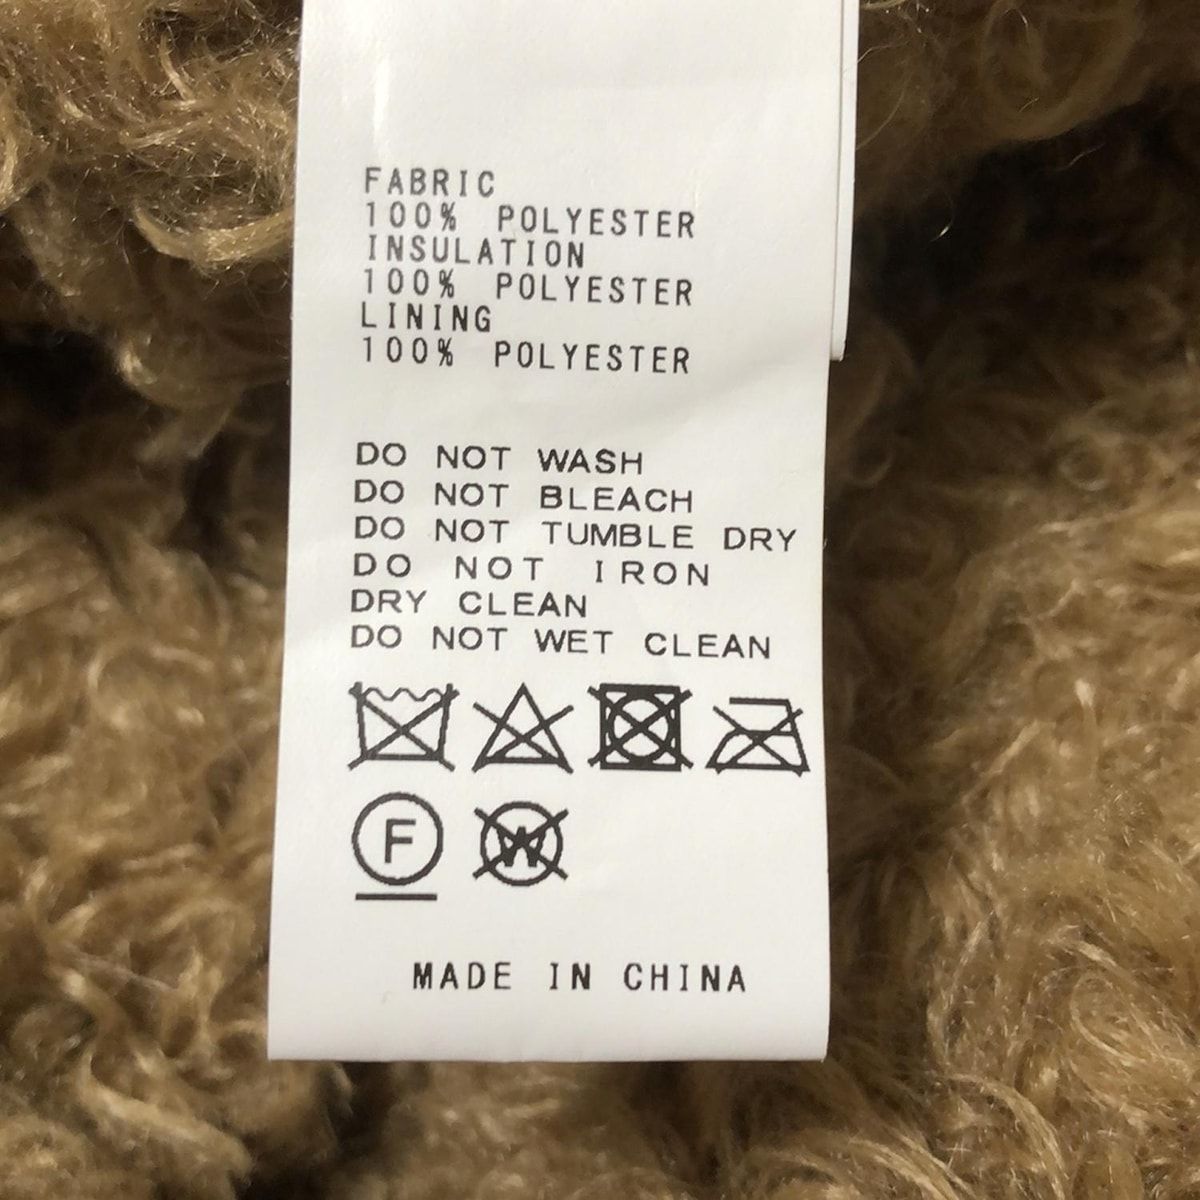 FABRIC
100% POLYESTER
INSULATION
100% POLYESTER
LINING
100% POLYESTER
DO NOT WASH
DO NOT BLEACH
DO NOT TUMBLE DRY
DO NOT IRON
DRY CLEAN
DO NOT WET CLEAN
F W
MADE IN CHINA